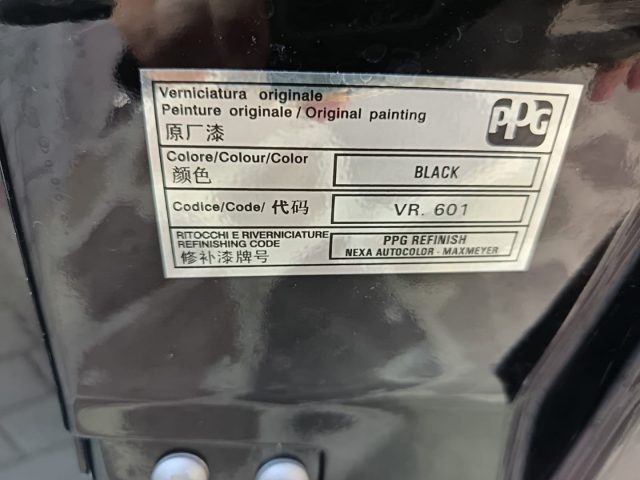 Verniciatura originale
Peinture originale / Original painting
原厂漆
PPG
Colore/Colour/Color
颜色
BLACK
Codice/Code/ 代码
VR. 601
RITOCCHI E RIVERNICIATURE
REFINISHING CODE
修补漆牌号
PPG REFINISH
NEXA AUTOCOLOR - MAXMEYER